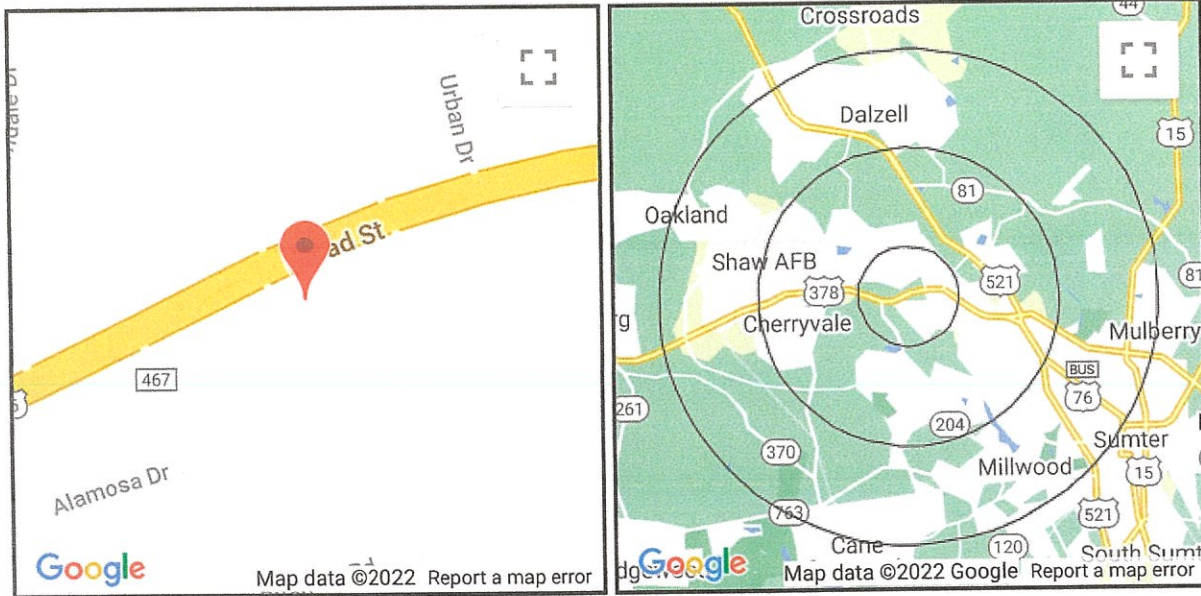 Urban Dr
ad St.
467
Alamosa Dr
Google
Map data ©2022 Report a map error
Crossroads
44
Dalzell
15
81
Oakland
Shaw AFB
378
521
81
Cherryvale
rg
Mulberry
BUS
76
261
204
370
Sumter
Millwood
15
763
521
Cane
120
South Sumt
Google
Map data ©2022 Google Report a map error